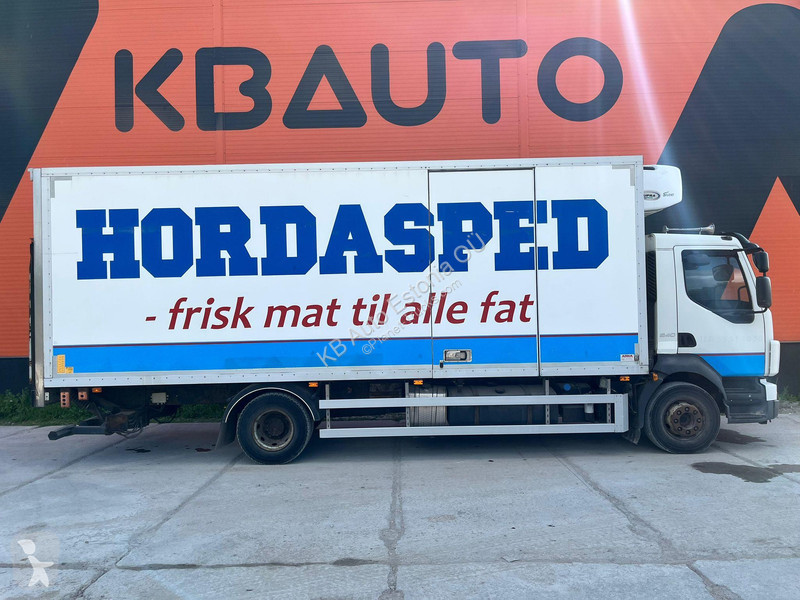 KBAUTO
HORDASPED
- frisk mat til alle fat
KB Auto Estonia OÜ